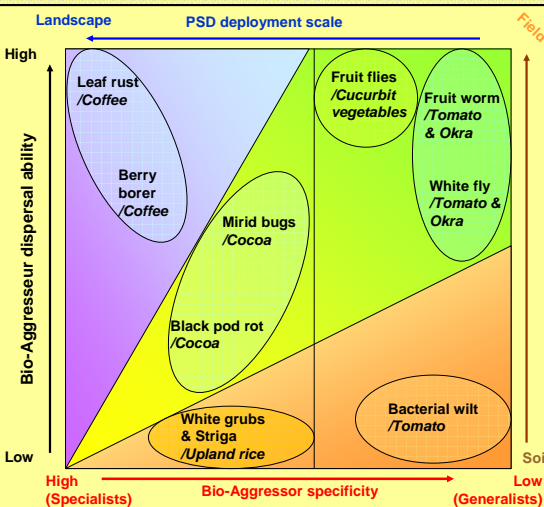 Landscape
PSD deployment scale
Field
High
Leaf rust
/Coffee
Fruit flies
/Cucurbit
vegetables
Fruit worm
/Tomato
& Okra
Berry
borer
/Coffee
White fly
/Tomato &
Okra
Mirid bugs
/Cocoa
Bio-Aggresseur dispersal ability
Black pod rot
/Cocoa
White grubs
& Striga
/Upland rice
Bacterial wilt
/Tomato
Low
Soi
High
(Specialists)
Bio-Aggressor specificity
Low
(Generalists)